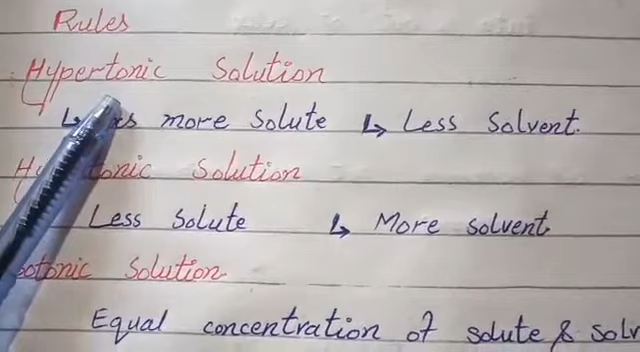 Rules
Hypertonic Solution
↳ more solute ↳ Less Solvent.
Solution
Less Solute ↳ More solvent
Solution
Equal concentration of solute &